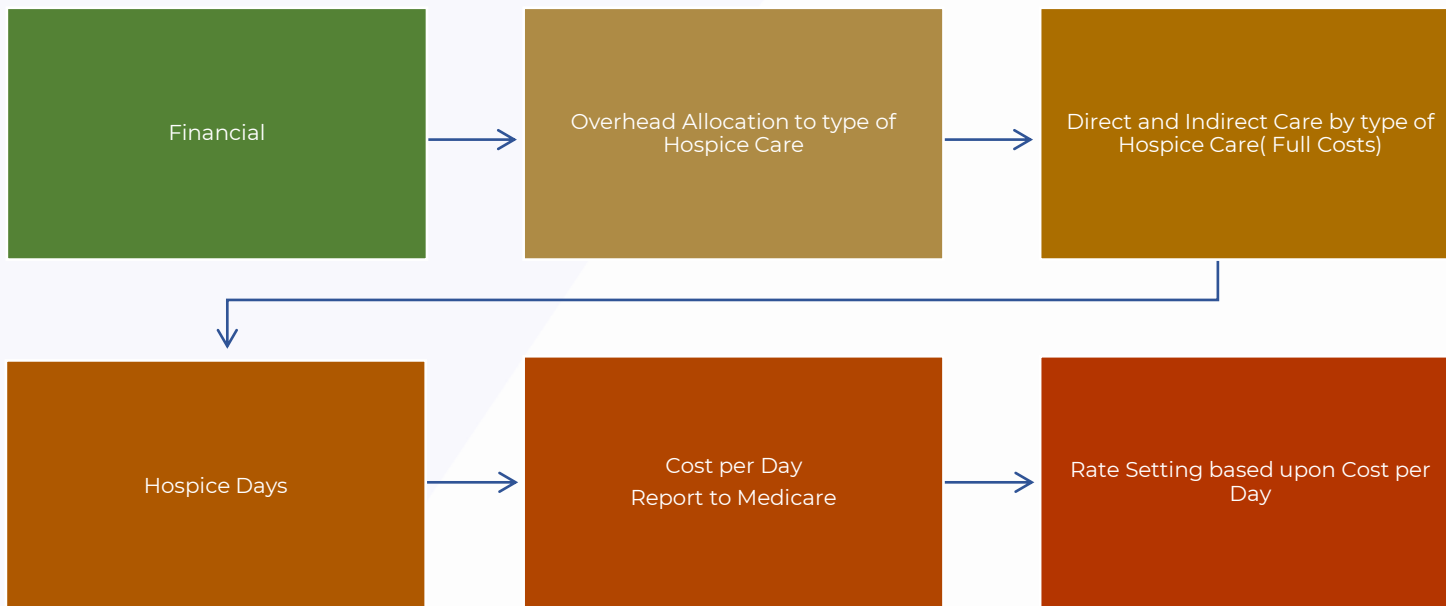 Financial
Overhead Allocation to type of
Hospice Care
Direct and Indirect Care by type of
Hospice Care( Full Costs)
Hospice Days
Cost per Day
Report to Medicare
Rate Setting based upon Cost per
Day